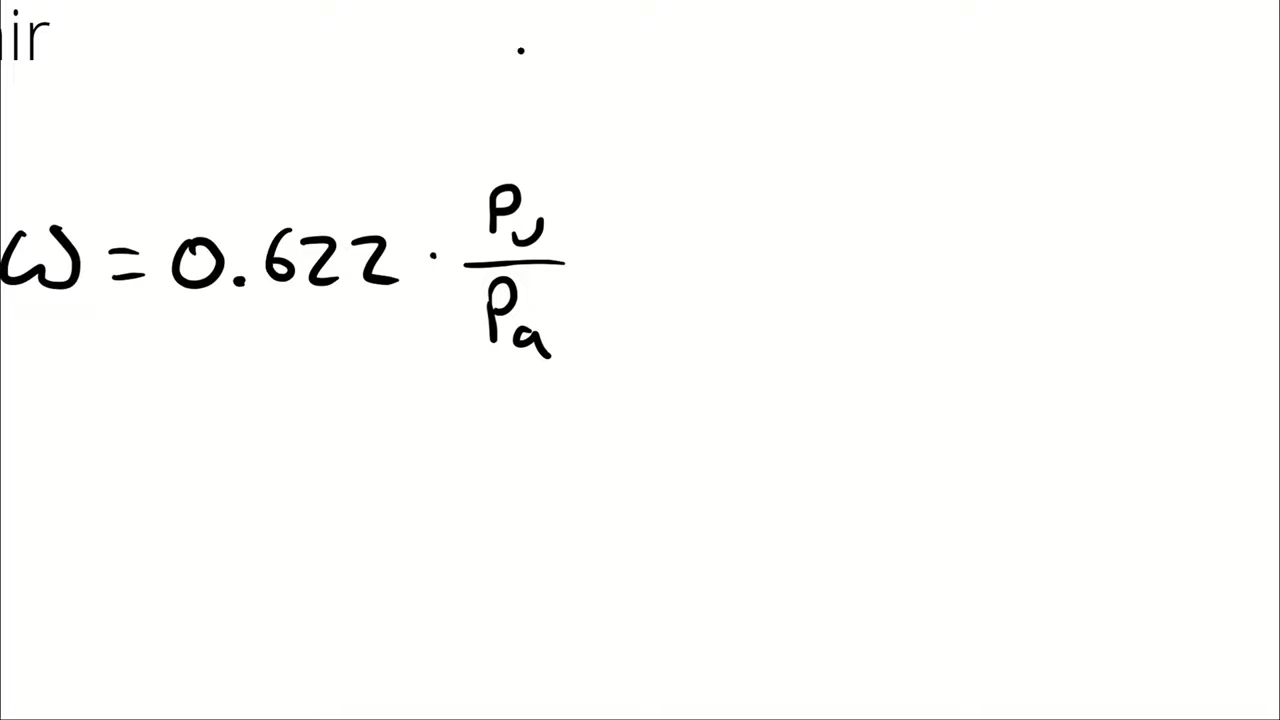 ir
ω = 0.622 · Pv/Pa